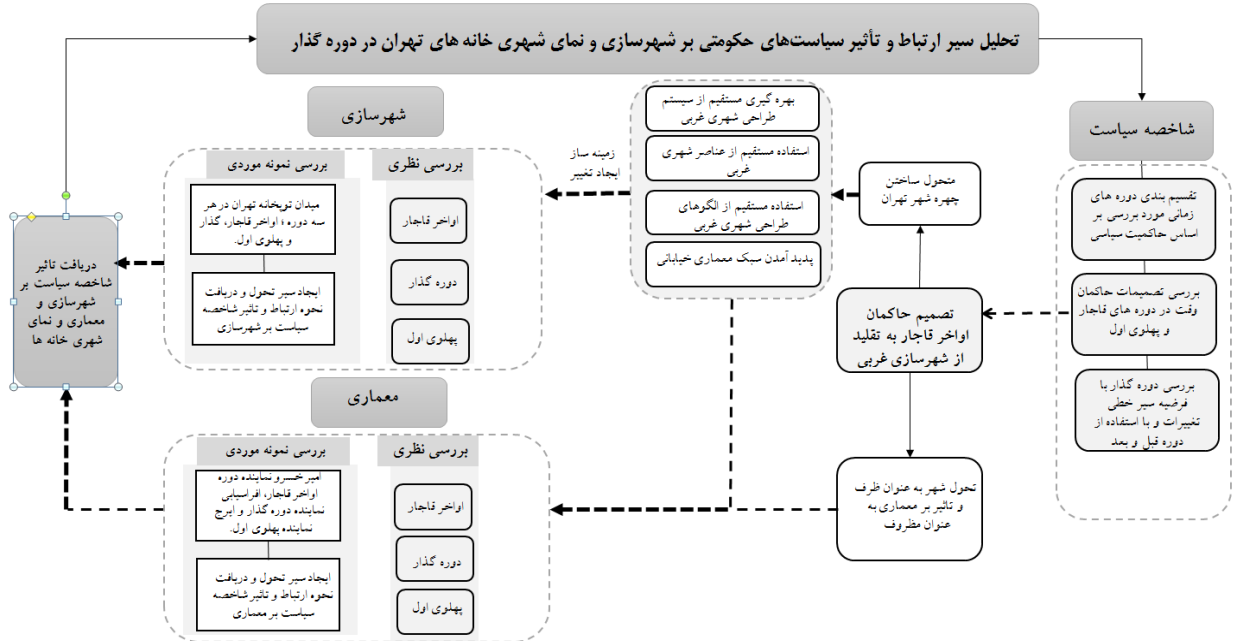 تحلیل سیر ارتباط و تأثیر سیاست‌های حکومتی بر شهرسازی و نمای شهری خانه های تهران در دوره گذار
شاخصه سیاست
تقسیم بندی دوره های
زمانی مورد بررسی بر
اساس حاکمیت سیاسی
بررسی تصمیمات حاکمان
وقت در دوره های قاجار
و پهلوی اول
بررسی دوره گذار با
فرضیه سیر خطی
تغییرات و با استفاده از
دوره قبل و بعد
متحول ساختن
چهره شهر تهران
تصمیم حاکمان
اواخر قاجار به تقلید
از شهرسازی غربی
تحول شهر به عنوان ظرف
و تاثیر بر معماری به
عنوان مظروف
بهره گیری مستقیم از سیستم
طراحی شهری غربی
استفاده مستقیم از عناصر شهری
غربی
استفاده مستقیم از الگوهای
طراحی شهری غربی
پدید آمدن سبک معماری خیابانی
زمینه ساز
ایجاد تغییر
شهرسازی
بررسی نظری
اواخر قاجار
دوره گذار
پهلوی اول
بررسی نمونه موردی
میدان توپخانه تهران در هر
سه دوره ؛ اواخر قاجار، گذار
و پهلوی اول.
ایجاد سیر تحول و دریافت
نحوه ارتباط و تاثیر شاخصه
سیاست بر شهرسازی
معماری
بررسی نظری
اواخر قاجار
دوره گذار
پهلوی اول
بررسی نمونه موردی
امیر خسرو نماینده دوره
اواخر قاجار، افراسیابی
نماینده دوره گذار و ایرج
نماینده پهلوی اول.
ایجاد سیر تحول و دریافت
نحوه ارتباط و تاثیر شاخصه
سیاست بر معماری
دریافت تاثیر
شاخصه سیاست بر
شهرسازی و
معماری و نمای
شهری خانه ها